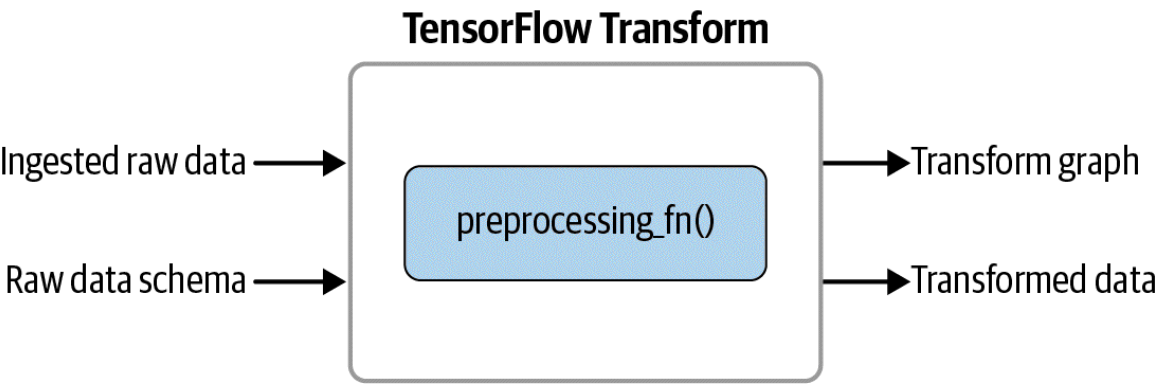 TensorFlow Transform
Ingested raw data
Raw data schema
preprocessing_fn()
Transform graph
Transformed data